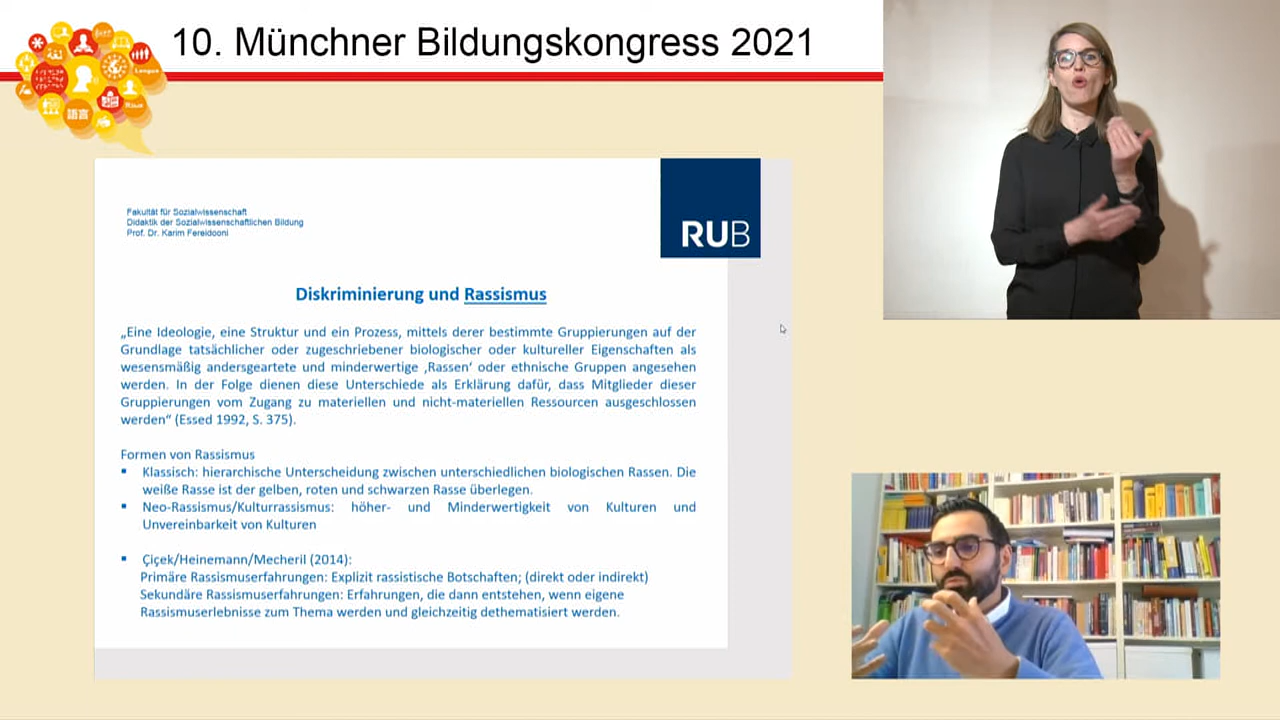 10. Münchner Bildungskongress 2021
語言
Fakultät für Sozialwissenschaft
Didaktik der Sozialwissenschaftlichen Bildung
Prof. Dr. Karim Fereidooni
RUB
Diskriminierung und Rassismus
„Eine Ideologie, eine Struktur und ein Prozess, mittels derer bestimmte Gruppierungen auf der
Grundlage tatsächlicher oder zugeschriebener biologischer oder kultureller Eigenschaften als
wesensmäßig andersgeartete und minderwertige ‚Rassen‘ oder ethnische Gruppen angesehen
werden. In der Folge dienen diese Unterschiede als Erklärung dafür, dass Mitglieder dieser
Gruppierungen vom Zugang zu materiellen und nicht-materiellen Ressourcen ausgeschlossen
werden“ (Essed 1992, S. 375).
Formen von Rassismus
▪ Klassisch: hierarchische Unterscheidung zwischen unterschiedlichen biologischen Rassen. Die
weiße Rasse ist der gelben, roten und schwarzen Rasse überlegen.
▪ Neo-Rassismus/Kulturrassismus: höher- und Minderwertigkeit von Kulturen und
Unvereinbarkeit von Kulturen
▪ Çiçek/Heinemann/Mecheril (2014):
Primäre Rassismuserfahrungen: Explizit rassistische Botschaften; (direkt oder indirekt)
Sekundäre Rassismuserfahrungen: Erfahrungen, die dann entstehen, wenn eigene
Rassismuserlebnisse zum Thema werden und gleichzeitig dethematisiert werden.